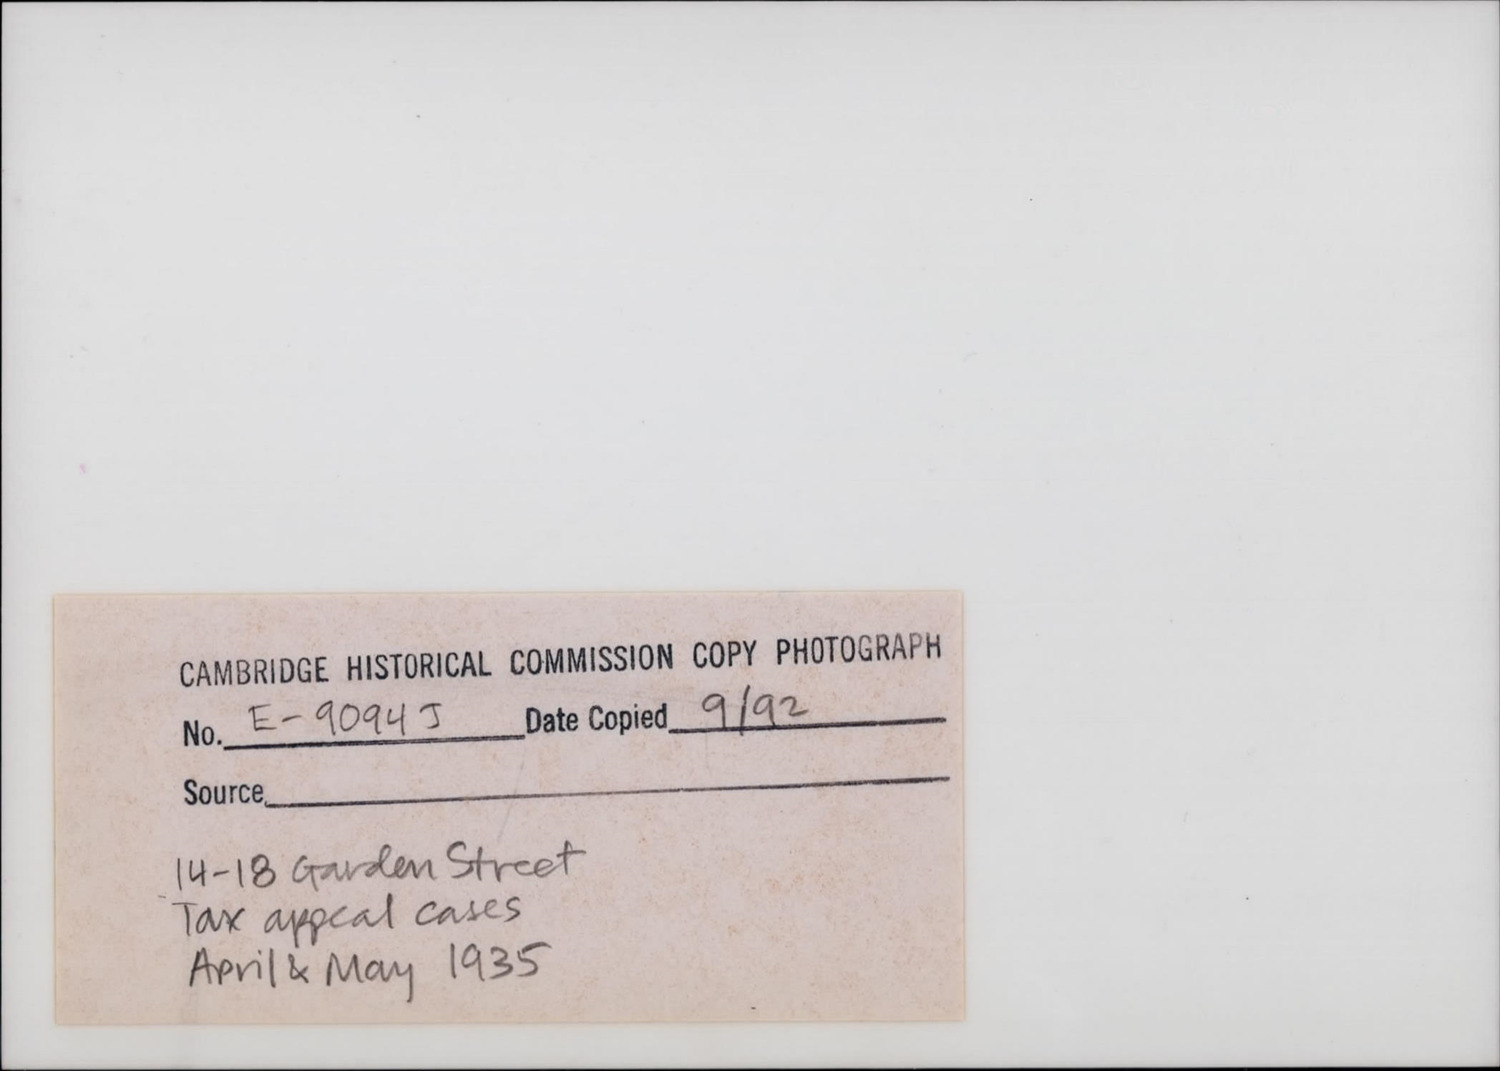 CAMBRIDGE HISTORICAL COMMISSION COPY PHOTOGRAPH
No. E-9094J Date Copied 9/92
Source
14-18 Garden Street
Tax appeal cases
April & May 1935